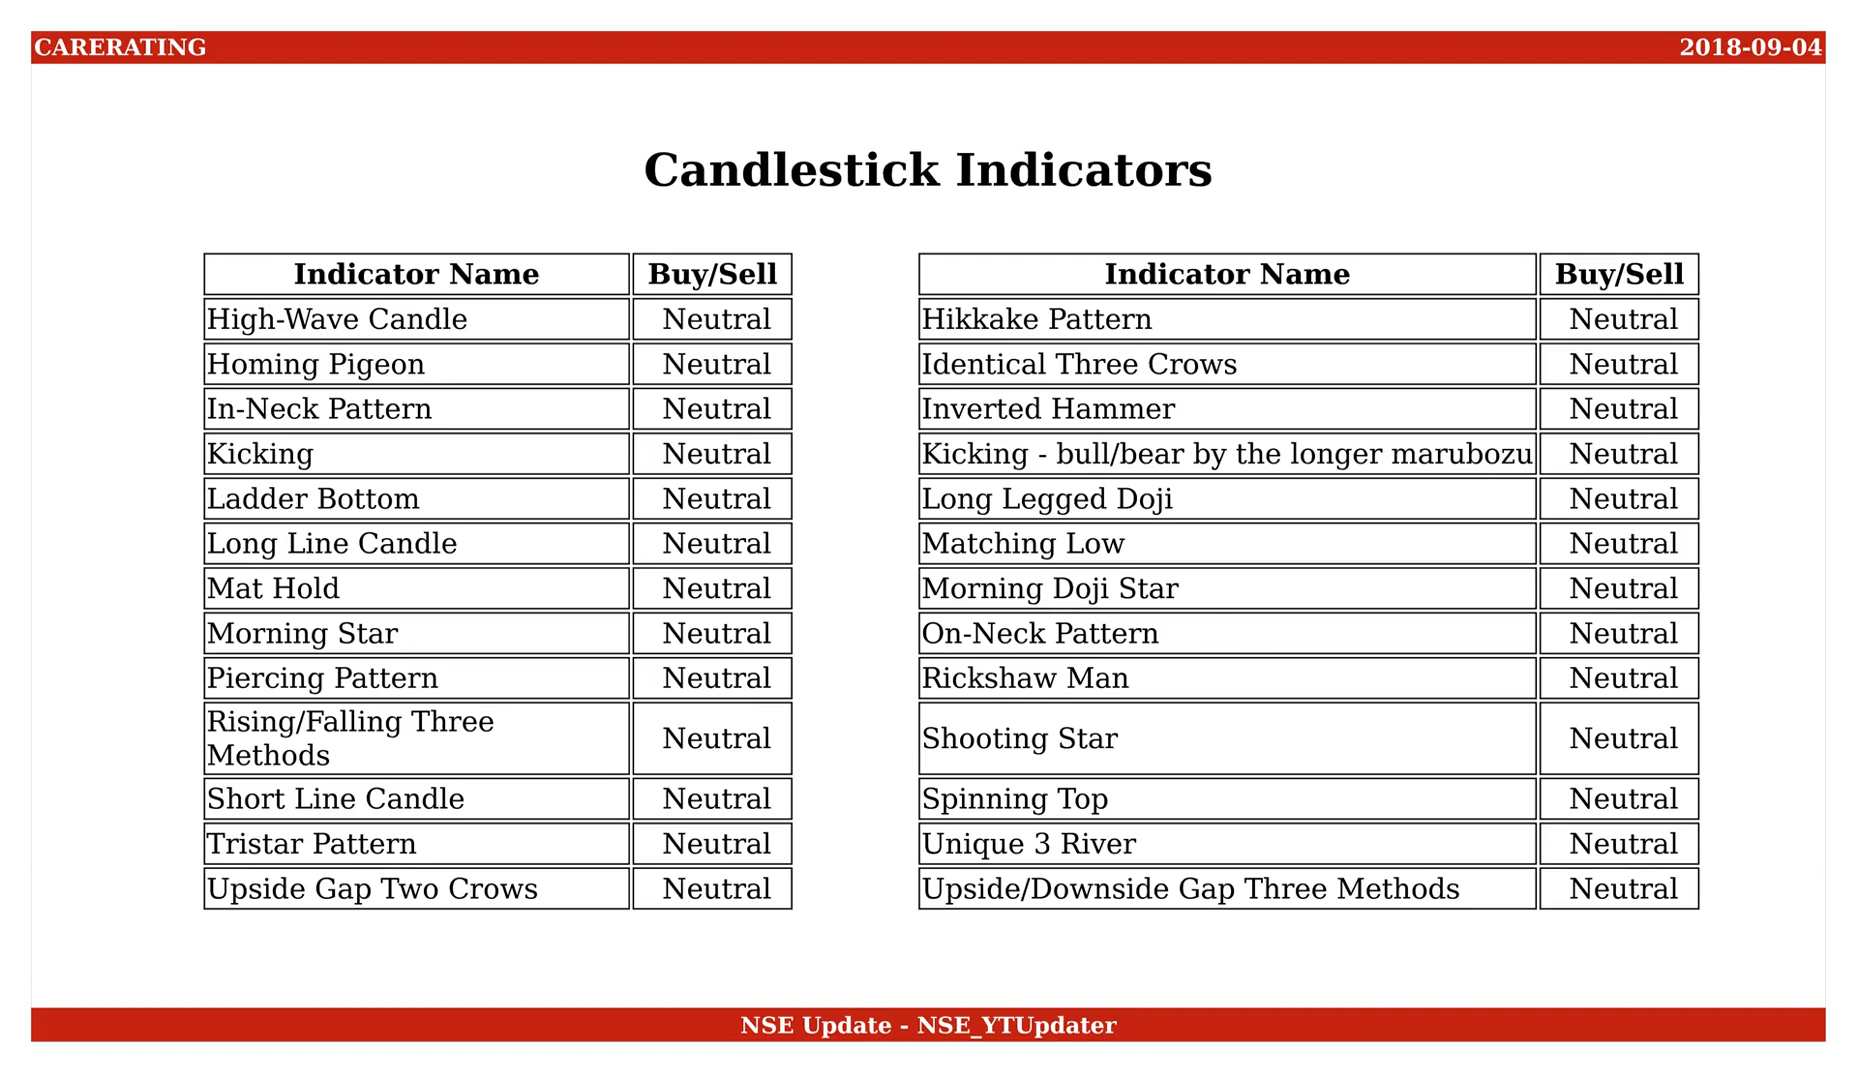 CARERATING
2018-09-04
Candlestick Indicators
Indicator Name Buy/Sell
High-Wave Candle Neutral
Homing Pigeon Neutral
In-Neck Pattern Neutral
Kicking Neutral
Ladder Bottom Neutral
Long Line Candle Neutral
Mat Hold Neutral
Morning Star Neutral
Piercing Pattern Neutral
Rising/Falling Three
Methods Neutral
Short Line Candle Neutral
Tristar Pattern Neutral
Upside Gap Two Crows Neutral
Indicator Name Buy/Sell
Hikkake Pattern Neutral
Identical Three Crows Neutral
Inverted Hammer Neutral
Kicking - bull/bear by the longer marubozu Neutral
Long Legged Doji Neutral
Matching Low Neutral
Morning Doji Star Neutral
On-Neck Pattern Neutral
Rickshaw Man Neutral
Shooting Star Neutral
Spinning Top Neutral
Unique 3 River Neutral
Upside/Downside Gap Three Methods Neutral
NSE Update - NSE_YTUpdater